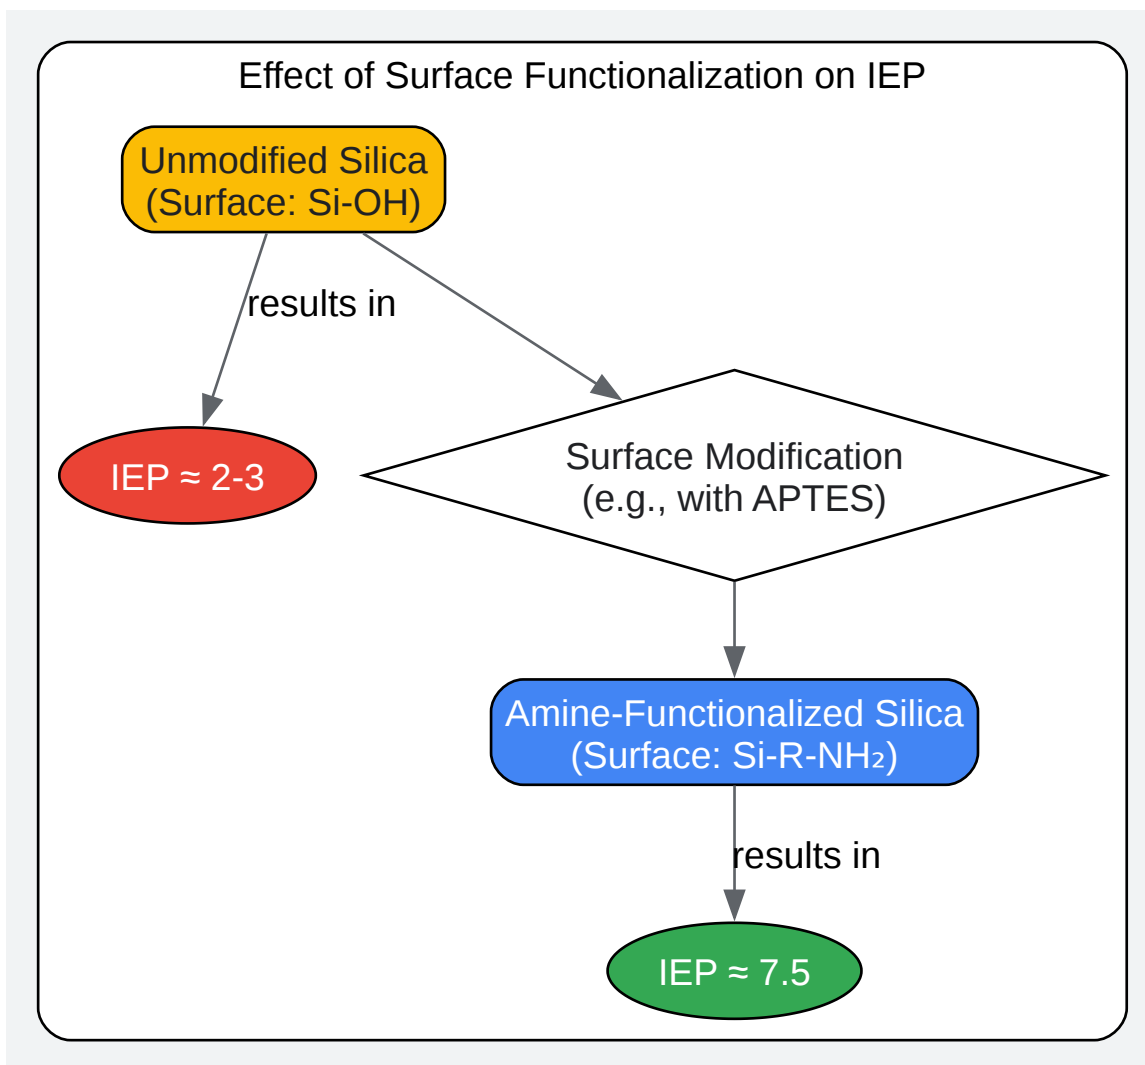 Effect of Surface Functionalization on IEP
Unmodified Silica
(Surface: Si-OH)
results in
IEP ≈ 2-3
Surface Modification
(e.g., with APTES)
Amine-Functionalized Silica
(Surface: Si-R-NH₂)
results in
IEP ≈ 7.5